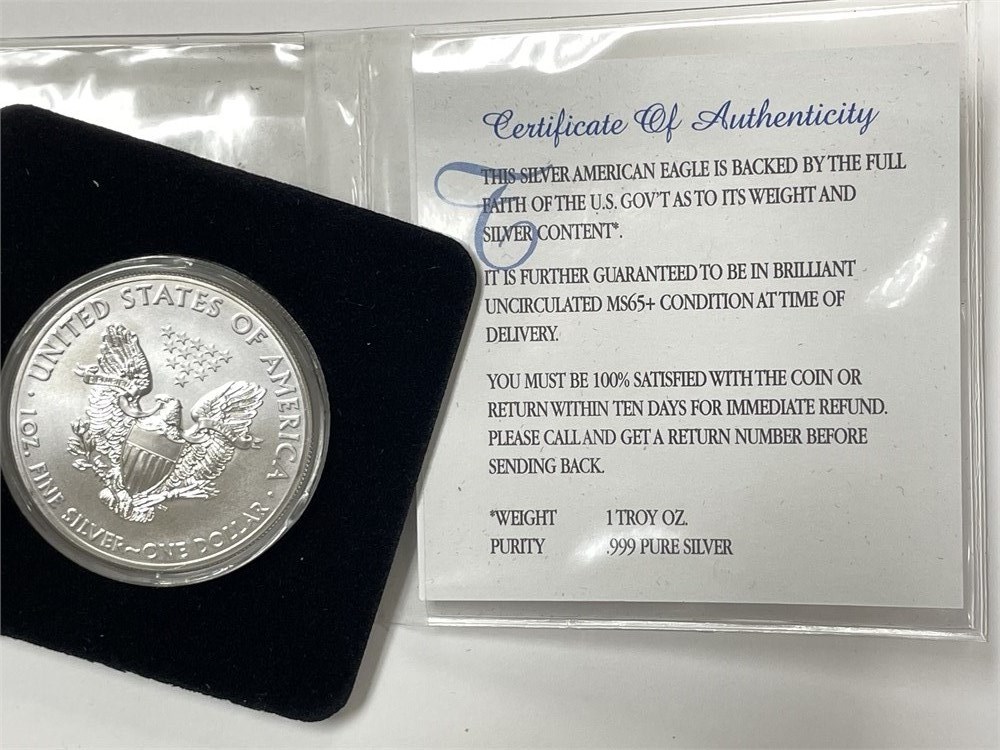 UNITED STATES OF AMERICA
1 OZ. FINE SILVER~ONE DOLLAR
Certificate Of Authenticity
THIS SILVER AMERICAN EAGLE IS BACKED BY THE FULL
FAITH OF THE U.S. GOV'T AS TO ITS WEIGHT AND
SILVER CONTENT*.
IT IS FURTHER GUARANTEED TO BE IN BRILLIANT
UNCIRCULATED MS65+ CONDITION AT TIME OF
DELIVERY.
YOU MUST BE 100% SATISFIED WITH THE COIN OR
RETURN WITHIN TEN DAYS FOR IMMEDIATE REFUND.
PLEASE CALL AND GET A RETURN NUMBER BEFORE
SENDING BACK.
*WEIGHT 1 TROY OZ.
PURITY .999 PURE SILVER